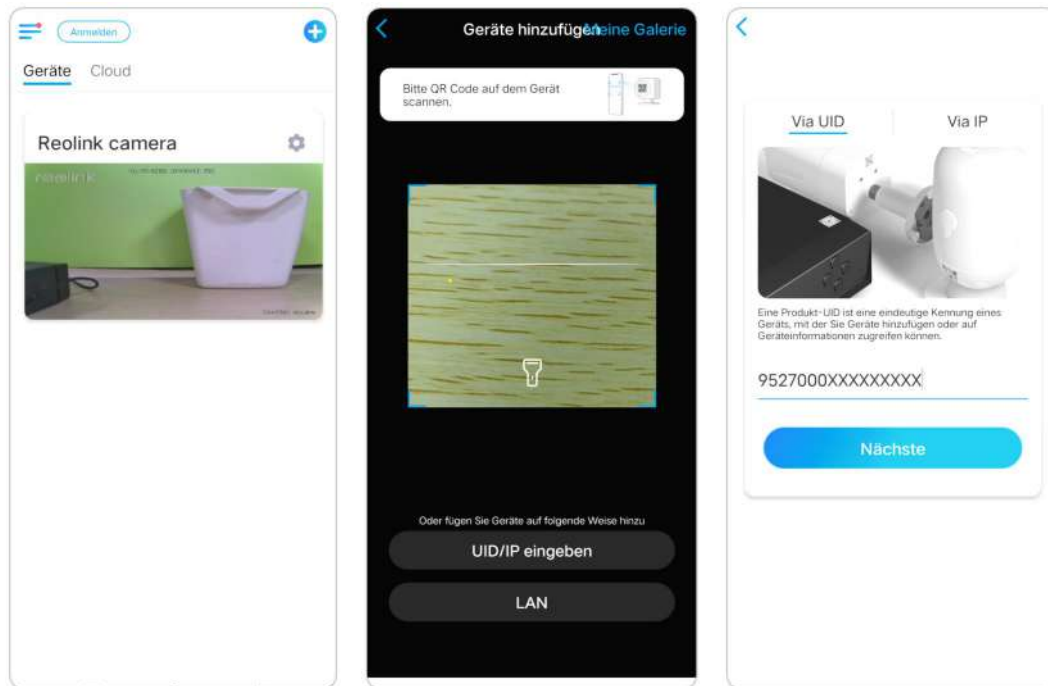 Anmelden
Geräte
Cloud
Reolink camera
reolink
Geräte hinzufügen
Meine Galerie
Bitte QR Code auf dem Gerät
scannen.
Oder fügen Sie Geräte auf folgende Weise hinzu
UID/IP eingeben
LAN
Via UID
Via IP
Eine Produkt-UID ist eine eindeutige Kennung eines
Geräts, mit der Sie Geräte hinzufügen oder auf
Geräteinformationen zugreifen können.
9527000XXXXXXXXX
Nächste